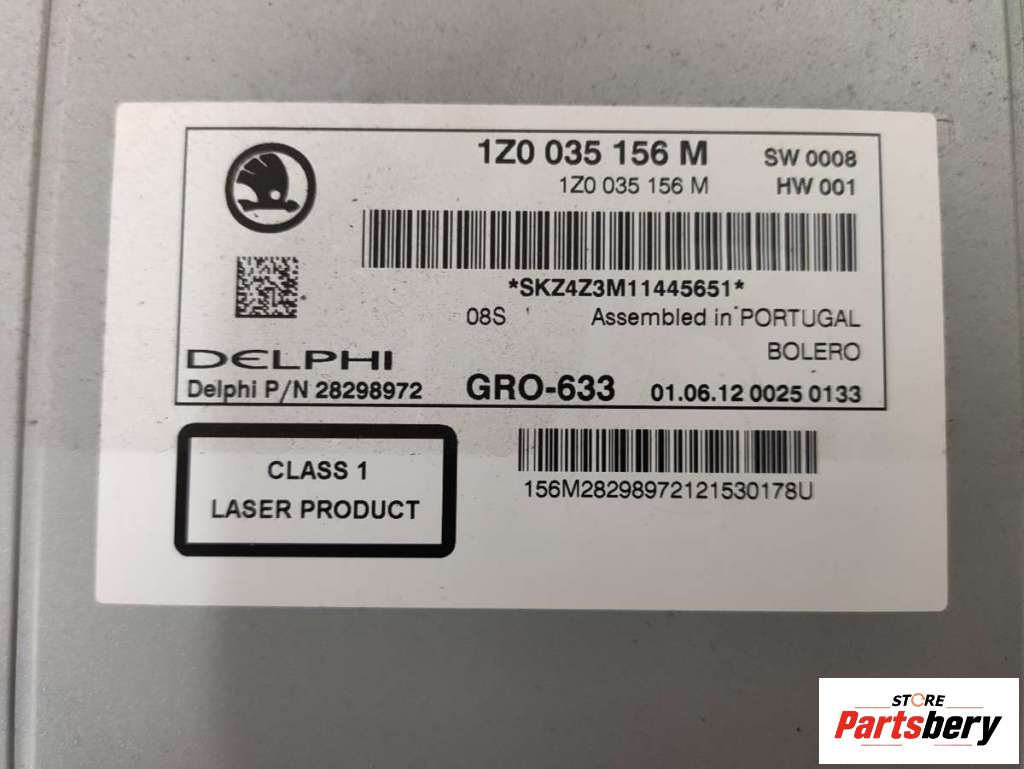 1Z0 035 156 M SW 0008
1Z0 035 156 M HW 001
*SKZ4Z3M11445651*
08S Assembled in PORTUGAL
BOLERO
DELPHI
Delphi P/N 28298972 GRO-633 01.06.12 0025 0133
CLASS 1
LASER PRODUCT
156M28298972121530178U
STORE
Partsbery